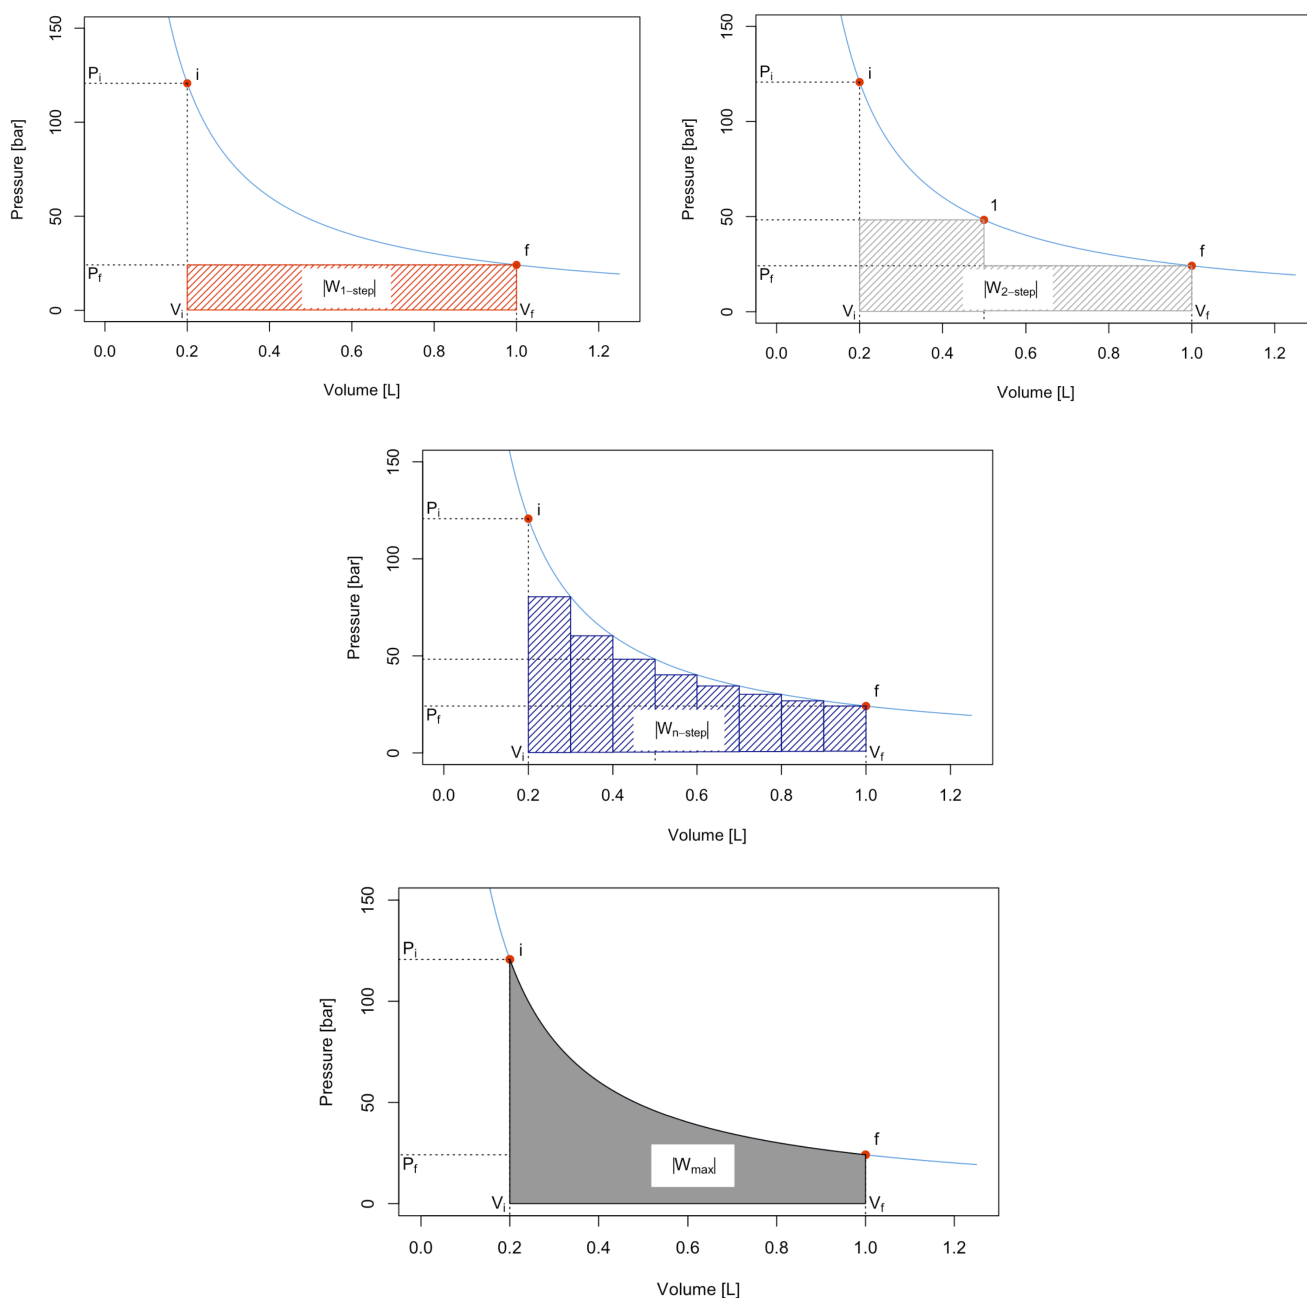 150
100
50
0
Pressure [bar]
Pi
i
Pf
f
|W1−step|
Vi
Vf
0.0 0.2 0.4 0.6 0.8 1.0 1.2
Volume [L]
150
100
50
0
Pressure [bar]
Pi
i
1
Pf
f
|W2−step|
Vi
Vf
0.0 0.2 0.4 0.6 0.8 1.0 1.2
Volume [L]
150
100
50
0
Pressure [bar]
Pi
i
Pf
f
|Wn−step|
Vi
Vf
0.0 0.2 0.4 0.6 0.8 1.0 1.2
Volume [L]
150
100
50
0
Pressure [bar]
Pi
i
Pf
f
|Wmax|
Vi
Vf
0.0 0.2 0.4 0.6 0.8 1.0 1.2
Volume [L]